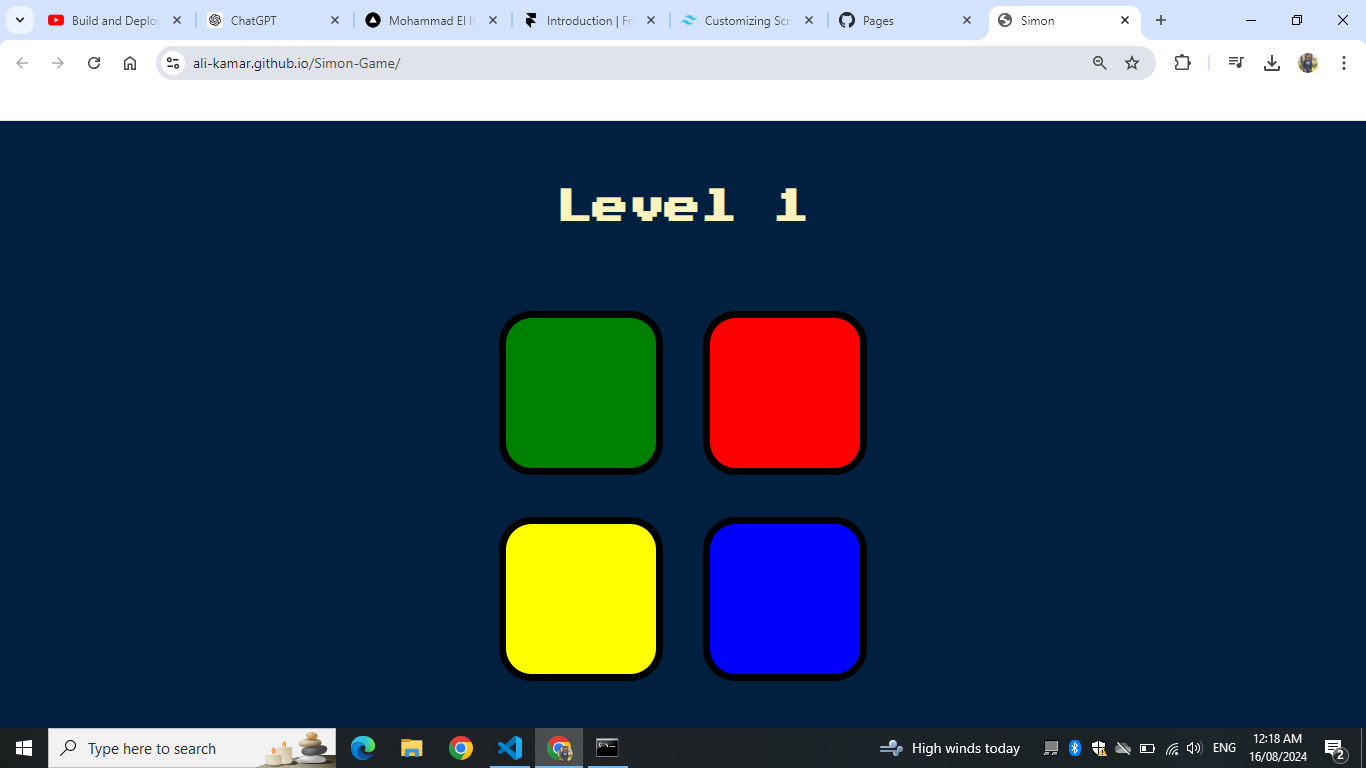 Build and Deplo
ChatGPT
Mohammad El It
Introduction | Fr
Customizing Scr
Pages
Simon
ali-kamar.github.io/Simon-Game/
Level 1
Type here to search
High winds today
ENG
12:18 AM
16/08/2024
2